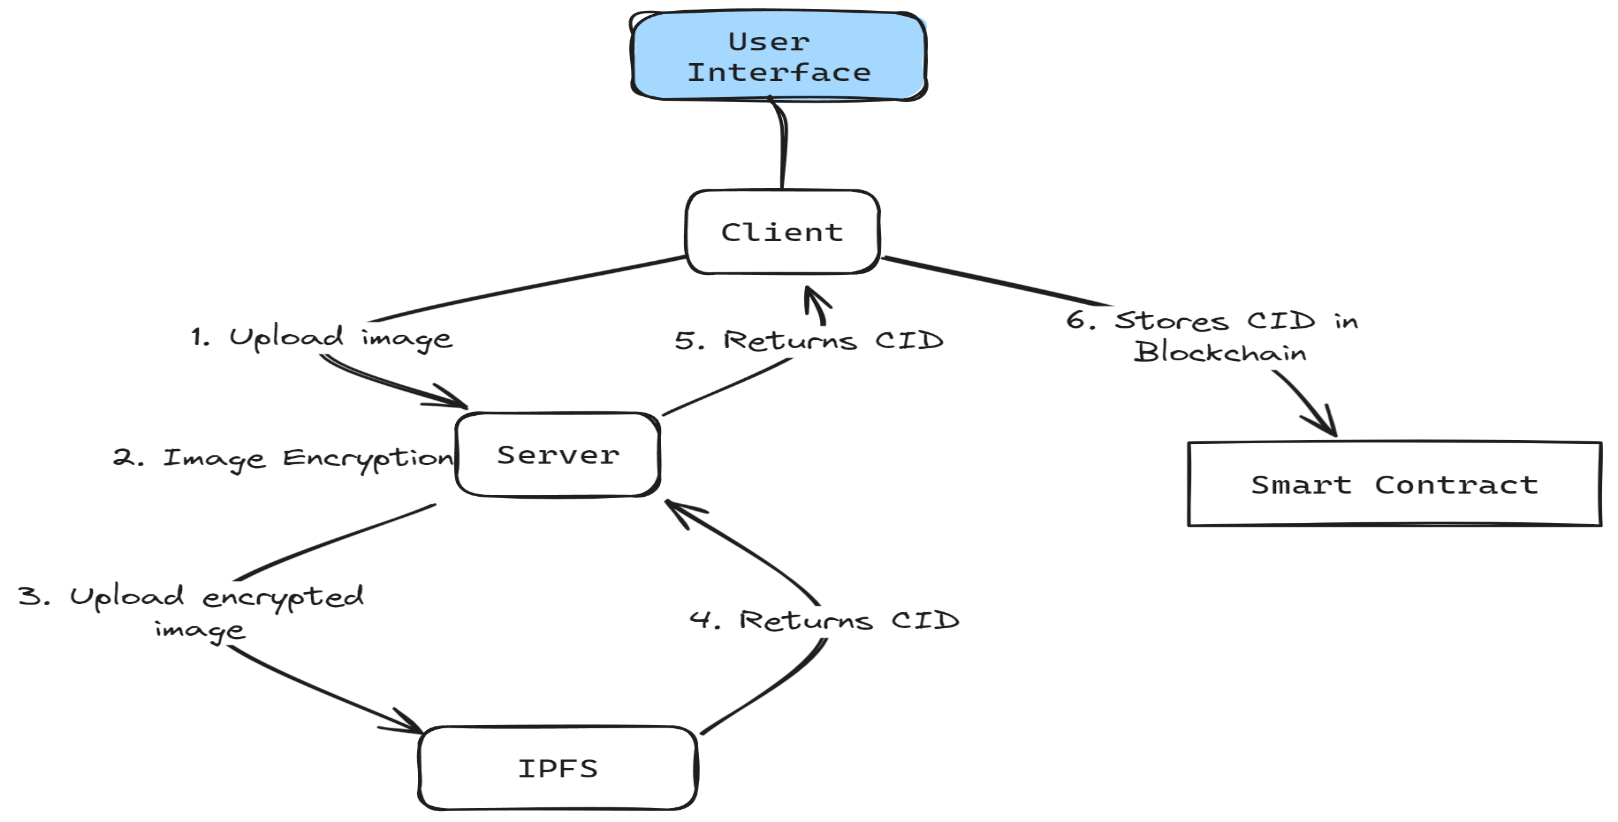 User
Interface
Client
1. Upload image
5. Returns CID
6. Stores CID in
Blockchain
2. Image Encryption
Server
Smart Contract
3. Upload encrypted
image
4. Returns CID
IPFS